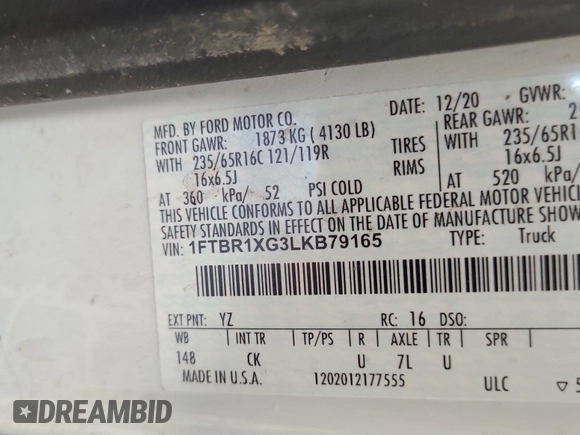 MFD. BY FORD MOTOR CO.
DATE: 12/20
GVWR:
FRONT GAWR: 1873 KG ( 4130 LB)
REAR GAWR:
WITH 235/65R16C 121/119R TIRES
WITH 235/65R1
16x6.5J RIMS
16x6.5J
AT 360 kPa/ 52 PSI COLD
AT 520 kPa/
THIS VEHICLE CONFORMS TO ALL APPLICABLE FEDERAL MOTOR VEHICL
SAFETY STANDARDS IN EFFECT ON THE DATE OF MANUFACTURE SHOW
VIN: 1FTBR1XG3LKB79165
TYPE: Truck
EXT PNT: YZ RC: 16 DSO:
WB INT TR TP/PS R AXLE TR SPR
148 CK U 7L U
MADE IN U.S.A. 1202012177555 ULC
DREAMBID